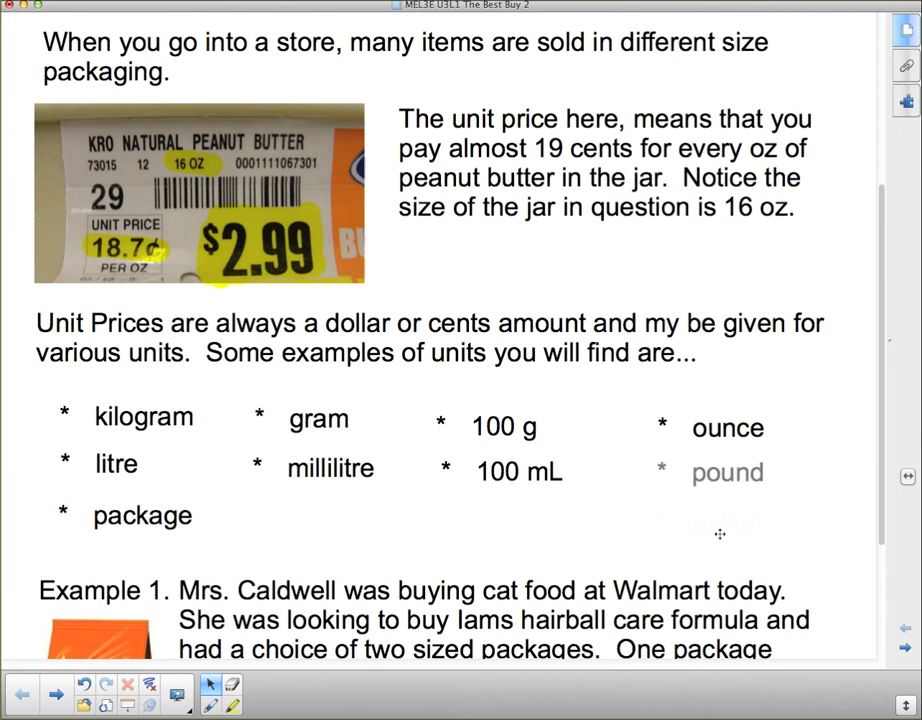 MEL3E U3L1 The Best Buy 2
When you go into a store, many items are sold in different size
packaging.
KRO NATURAL PEANUT BUTTER
73015 12 16 OZ 0001111067301
29
UNIT PRICE
18.7¢
PER OZ
$2.99
BU
The unit price here, means that you
pay almost 19 cents for every oz of
peanut butter in the jar. Notice the
size of the jar in question is 16 oz.
Unit Prices are always a dollar or cents amount and my be given for
various units. Some examples of units you will find are...
* kilogram * gram * 100 g * ounce
* litre * millilitre * 100 mL * pound
* package
Example 1. Mrs. Caldwell was buying cat food at Walmart today.
She was looking to buy Iams hairball care formula and
had a choice of two sized packages. One package